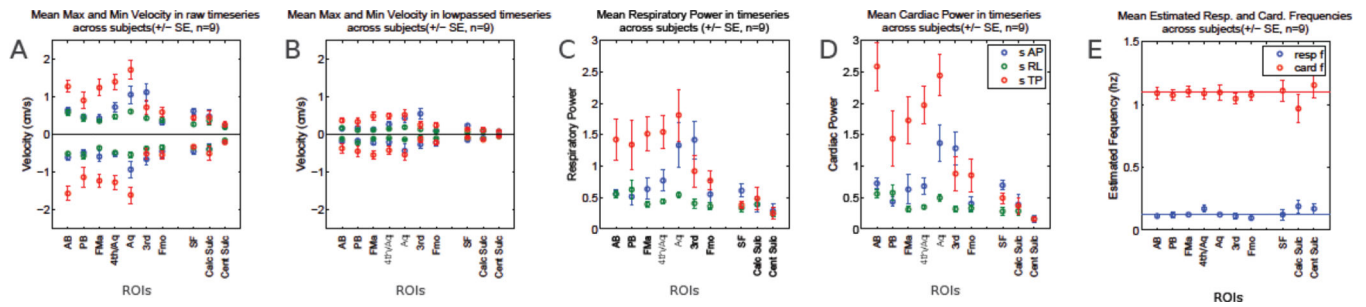 Mean Max and Min Velocity in raw timeseries
across subjects(+/− SE, n=9)
A
Velocity (cm/s)
2
1
0
−1
−2
AB
PB
FMa
4th/Aq
Aq
3rd
Fmo
SF
Calc Sulc
Cent Sulc
ROIs
Mean Max and Min Velocity in lowpassed timeseries
across subjects(+/− SE, n=9)
B
Velocity (cm/s)
2
1
0
−1
−2
AB
PB
FMa
4th/Aq
Aq
3rd
Fmo
SF
Calc Sulc
Cent Sulc
ROIs
Mean Respiratory Power in timeseries
across subjects (+/− SE, n=9)
C
Respiratory Power
3
2.5
2
1.5
1
0.5
0
AB
PB
FMa
4th/Aq
Aq
3rd
Fmo
SF
Calc Sulc
Cent Sulc
ROIs
Mean Cardiac Power in timeseries
across subjects(+/− SE, n=9)
D
s AP
s RL
s TP
Cardiac Power
3
2.5
2
1.5
1
0.5
0
AB
PB
FMa
4th/Aq
Aq
3rd
Fmo
SF
Calc Sulc
Cent Sulc
ROIs
Mean Estimated Resp. and Card. Frequencies
across subjects(+/− SE, n=9)
E
resp f
card f
Estimated Frequency (hz)
1.5
1
0.5
0
AB
PB
FMa
4th/Aq
Aq
3rd
Fmo
SF
Calc Sulc
Cent Sulc
ROIs